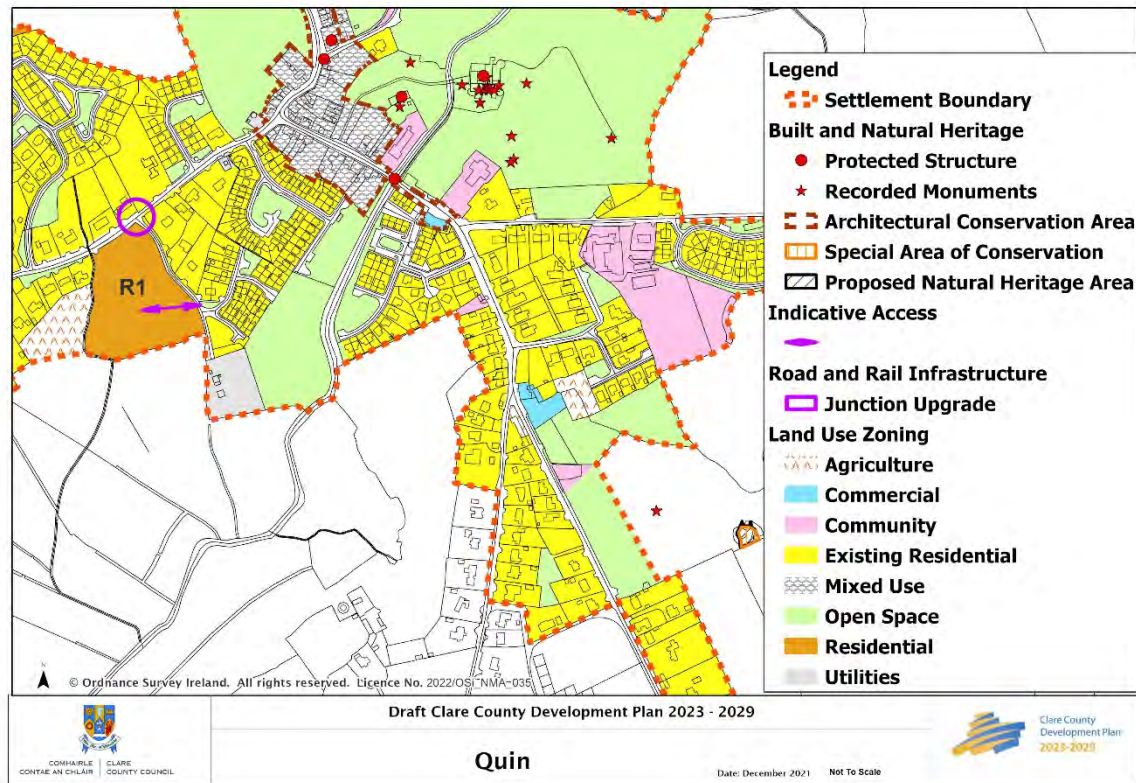 R1
Legend
Settlement Boundary
Built and Natural Heritage
Protected Structure
Recorded Monuments
Architectural Conservation Area
Special Area of Conservation
Proposed Natural Heritage Area
Indicative Access
Road and Rail Infrastructure
Junction Upgrade
Land Use Zoning
Agriculture
Commercial
Community
Existing Residential
Mixed Use
Open Space
Residential
Utilities
N
© Ordnance Survey Ireland. All rights reserved. Licence No. 2022/OSi_NMA-035
COMHAIRLE CONTAE AN CHLÁIR
CLARE COUNTY COUNCIL
Draft Clare County Development Plan 2023 - 2029
Quin
Date: December 2021 Not To Scale
Clare County
Development Plan
2023-2029